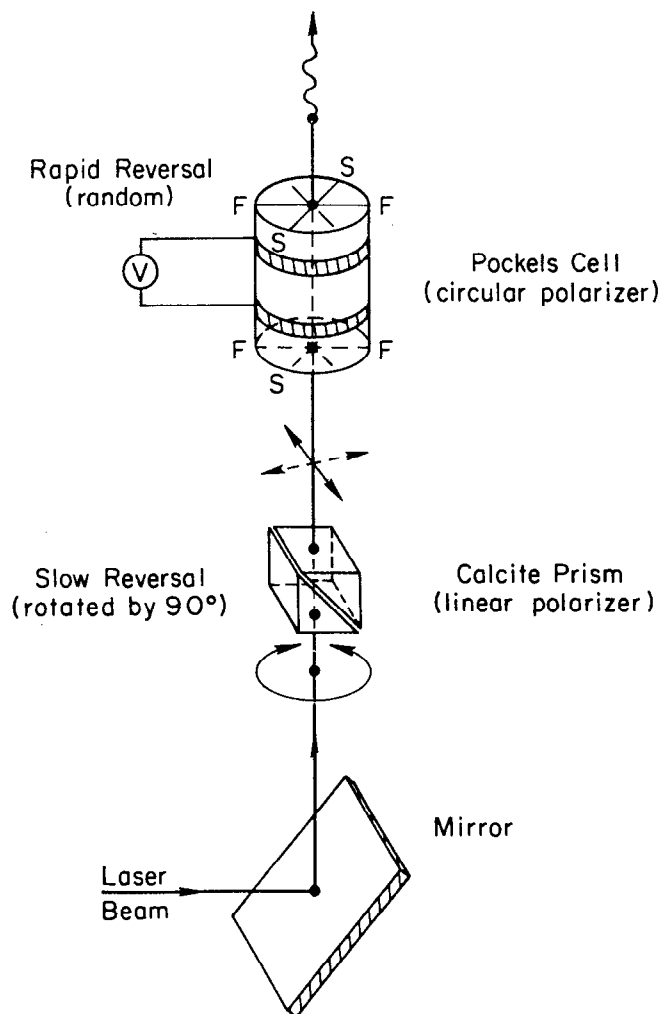 Rapid Reversal
(random)
S
F
F
S
V
Pockels Cell
(circular polarizer)
F
F
S
Slow Reversal
(rotated by 90°)
Calcite Prism
(linear polarizer)
Mirror
Laser
Beam